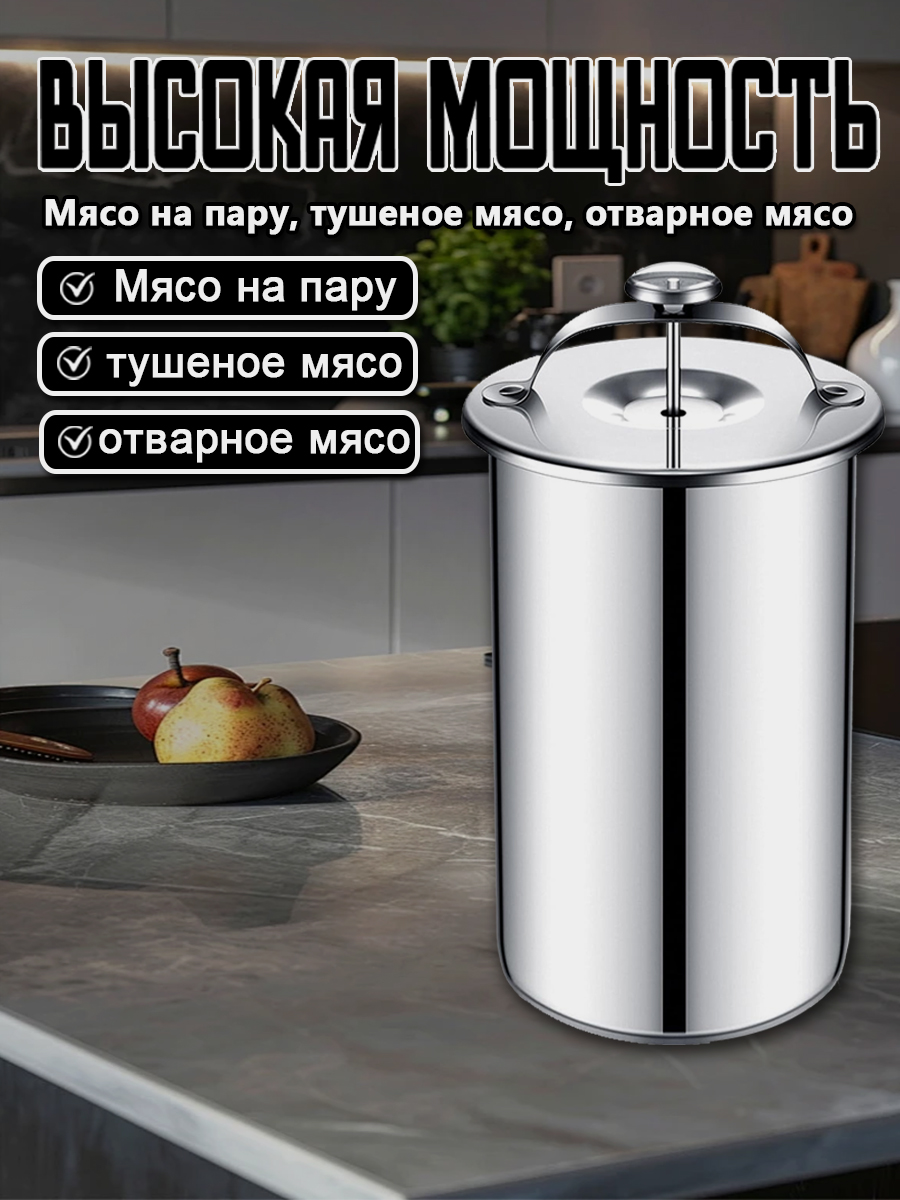 ВЫСОКАЯ МОЩНОСТЬ
Мясо на пару, тушеное мясо, отварное мясо
Мясо на пару
тушеное мясо
отварное мясо